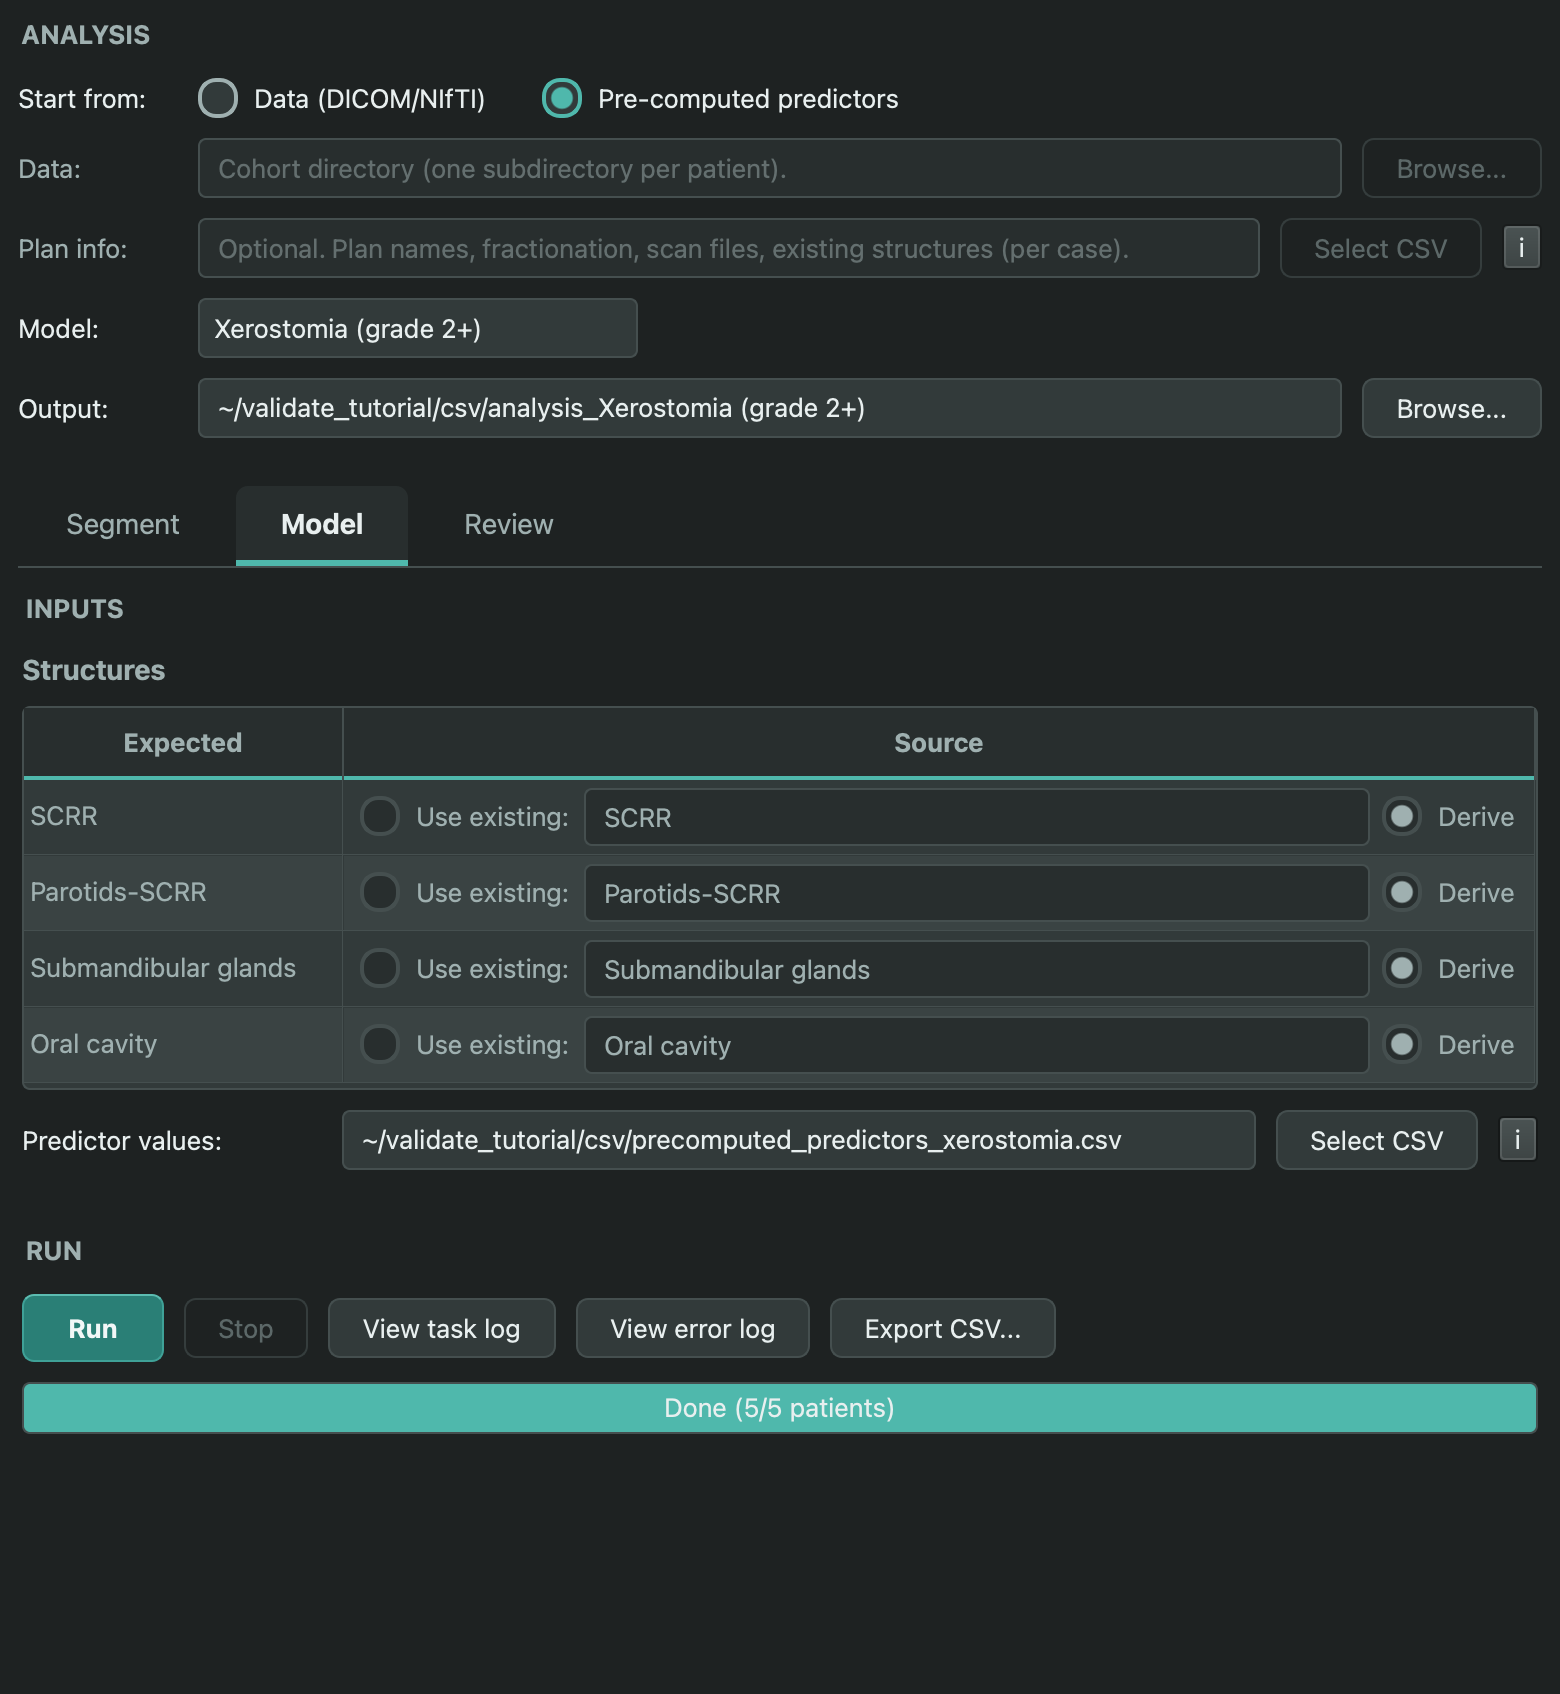 ANALYSIS
Start from: Data (DICOM/NIfTI) Pre-computed predictors
Data: Cohort directory (one subdirectory per patient). Browse...
Plan info: Optional. Plan names, fractionation, scan files, existing structures (per case). Select CSV i
Model: Xerostomia (grade 2+)
Output: ~/validate_tutorial/csv/analysis_Xerostomia (grade 2+) Browse...
Segment Model Review
INPUTS
Structures
Expected Source
SCRR Use existing: SCRR Derive
Parotids-SCRR Use existing: Parotids-SCRR Derive
Submandibular glands Use existing: Submandibular glands Derive
Oral cavity Use existing: Oral cavity Derive
Predictor values: ~/validate_tutorial/csv/precomputed_predictors_xerostomia.csv Select CSV i
RUN
Run Stop View task log View error log Export CSV...
Done (5/5 patients)